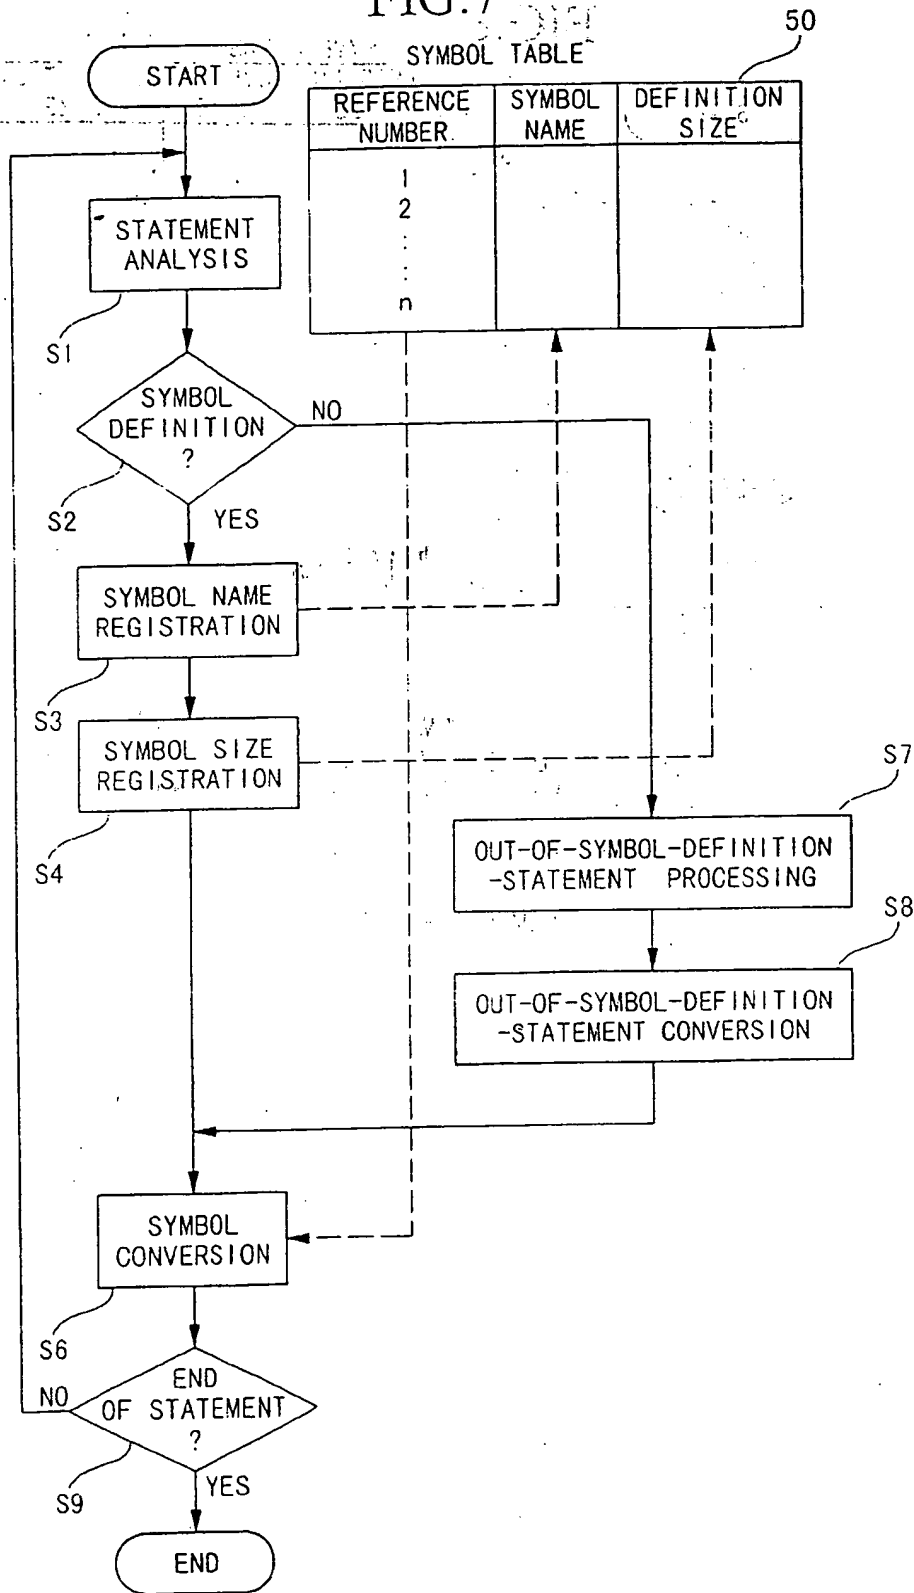 FIG. 7
SYMBOL TABLE
50
START
REFERENCE NUMBER
SYMBOL NAME
DEFINITION SIZE
1
2
:
:
n
STATEMENT
ANALYSIS
S1
SYMBOL
DEFINITION
?
NO
S2
YES
SYMBOL NAME
REGISTRATION
S3
SYMBOL SIZE
REGISTRATION
S4
S7
OUT-OF-SYMBOL-DEFINITION
-STATEMENT PROCESSING
S8
OUT-OF-SYMBOL-DEFINITION
-STATEMENT CONVERSION
SYMBOL
CONVERSION
S6
END
OF STATEMENT
?
NO
S9
YES
END